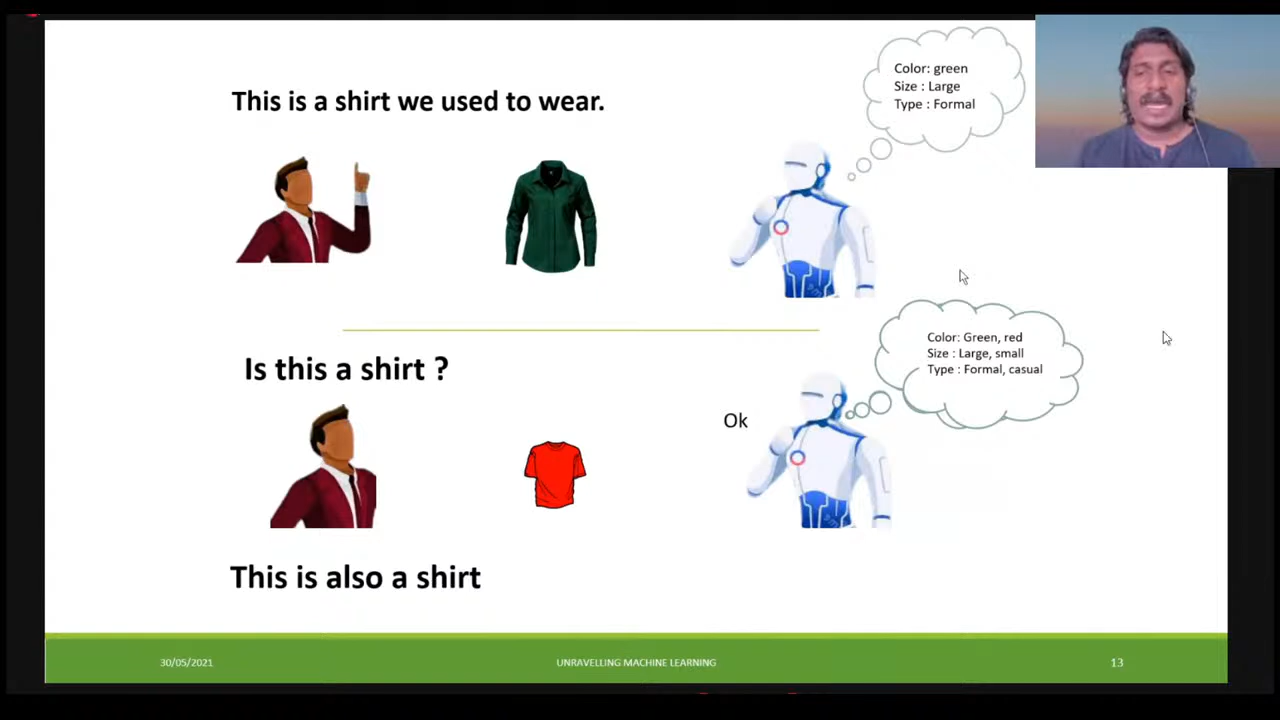 This is a shirt we used to wear.
Color: green
Size : Large
Type : Formal
Is this a shirt ?
Color: Green, red
Size : Large, small
Type : Formal, casual
Ok
This is also a shirt
30/05/2021
UNRAVELLING MACHINE LEARNING
13